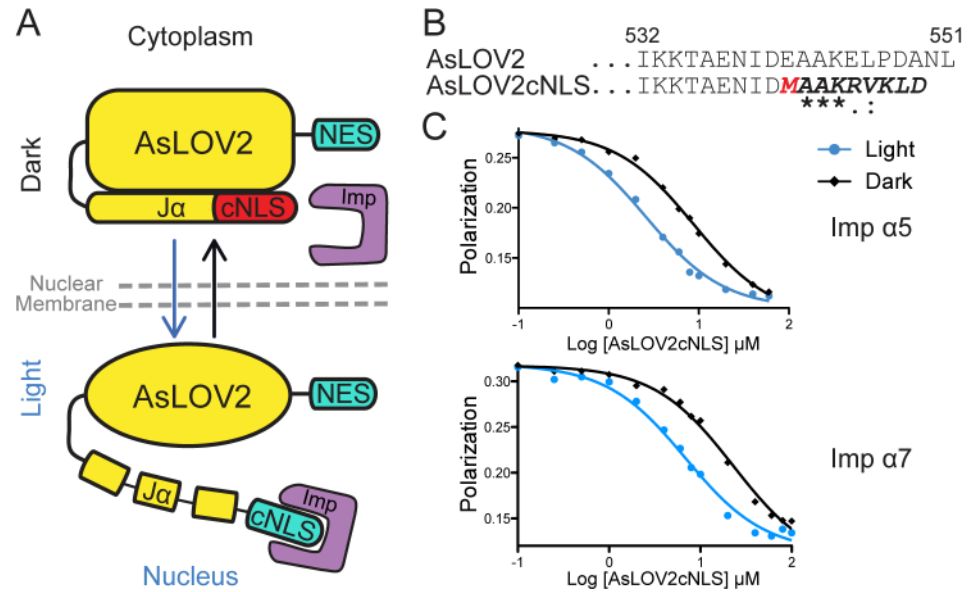 A
Cytoplasm
Dark
AsLOV2
NES
Jα
cNLS
Imp
Nuclear
Membrane
Light
AsLOV2
NES
Jα
cNLS
Imp
Nucleus
B
532 551
AsLOV2 ...IKKTAENIDEAAKELPDANL
AsLOV2cNLS ...IKKTAENIDMAAKRVKLD
***.:
C
Light
Dark
Polarization
0.25
0.20
0.15
-1 0 1 2
Log [AsLOV2cNLS] µM
Imp α5
Polarization
0.30
0.25
0.20
0.15
-1 0 1 2
Log [AsLOV2cNLS] µM
Imp α7